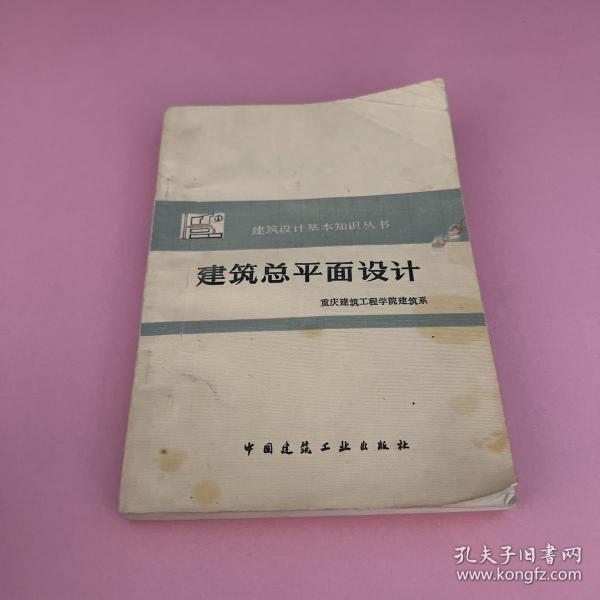 建筑设计基本知识丛书
建筑总平面设计
重庆建筑工程学院建筑系
中国建筑工业出版社
孔夫子旧书网
www.kongfz.com